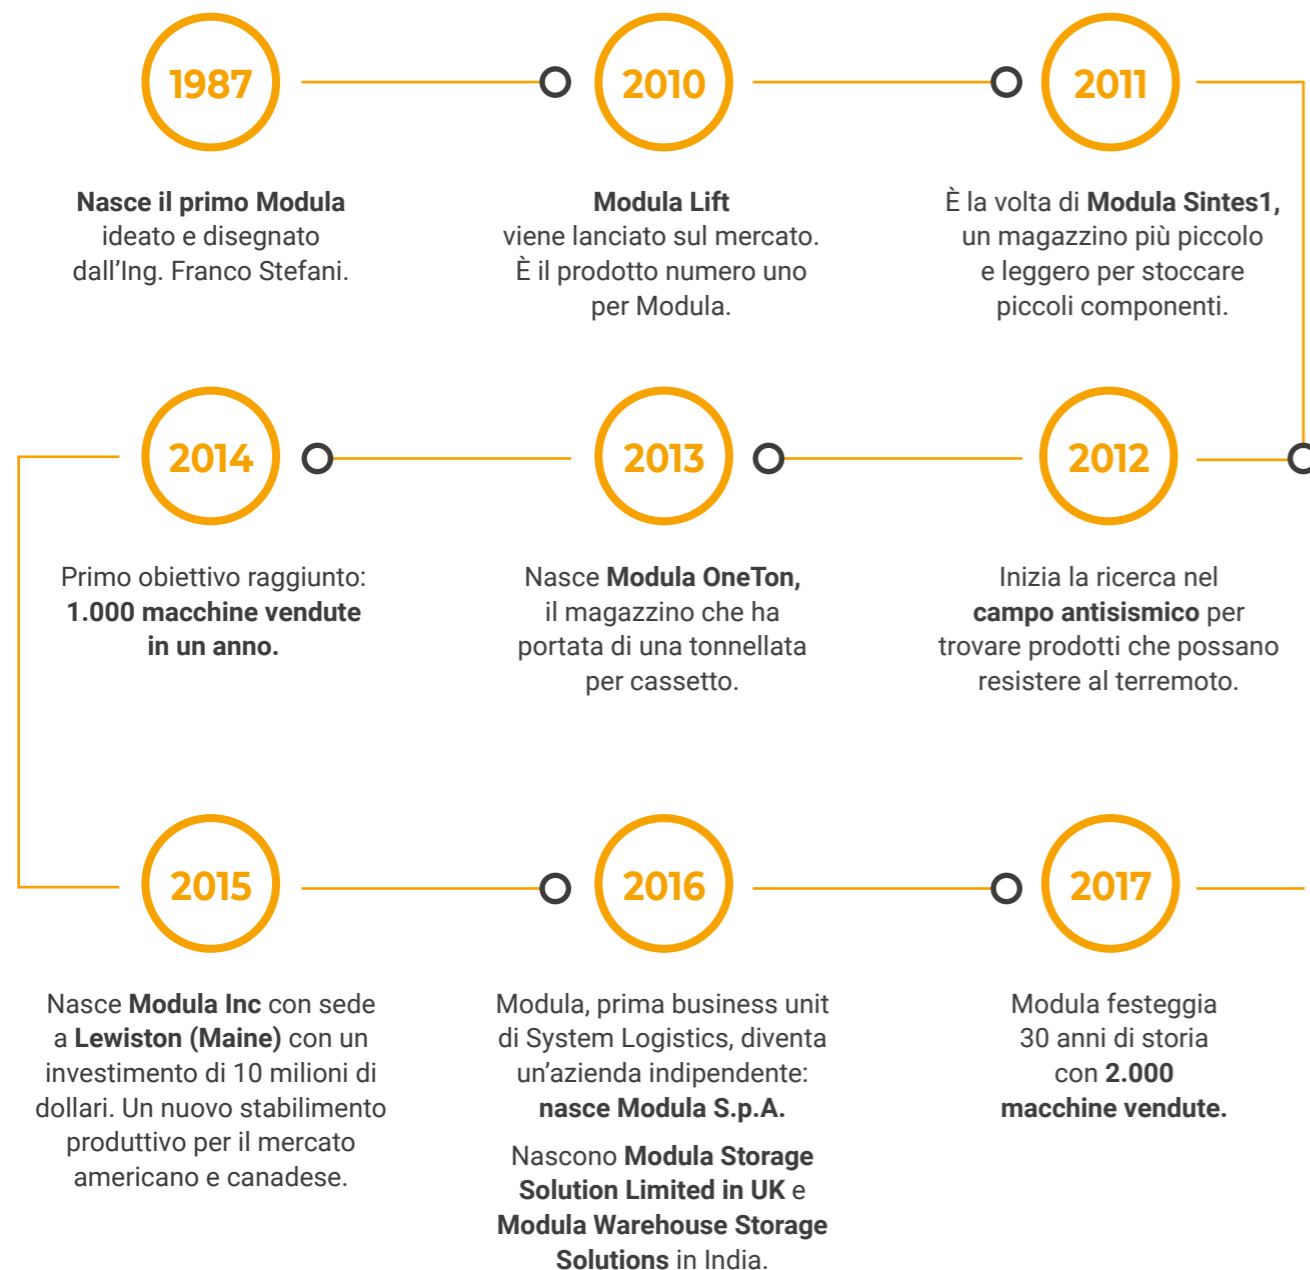 1987
Nasce il primo Modula
ideato e disegnato
dall'Ing. Franco Stefani.
2010
Modula Lift
viene lanciato sul mercato.
È il prodotto numero uno
per Modula.
2011
È la volta di Modula Sintes1,
un magazzino più piccolo
e leggero per stoccare
piccoli componenti.
2012
Inizia la ricerca nel
campo antisismico per
trovare prodotti che possano
resistere al terremoto.
2013
Nasce Modula OneTon,
il magazzino che ha
portata di una tonnellata
per cassetto.
2014
Primo obiettivo raggiunto:
1.000 macchine vendute
in un anno.
2015
Nasce Modula Inc con sede
a Lewiston (Maine) con un
investimento di 10 milioni di
dollari. Un nuovo stabilimento
produttivo per il mercato
americano e canadese.
2016
Modula, prima business unit
di System Logistics, diventa
un'azienda indipendente:
nasce Modula S.p.A.
Nascono Modula Storage
Solution Limited in UK e
Modula Warehouse Storage
Solutions in India.
2017
Modula festeggia
30 anni di storia
con 2.000
macchine vendute.